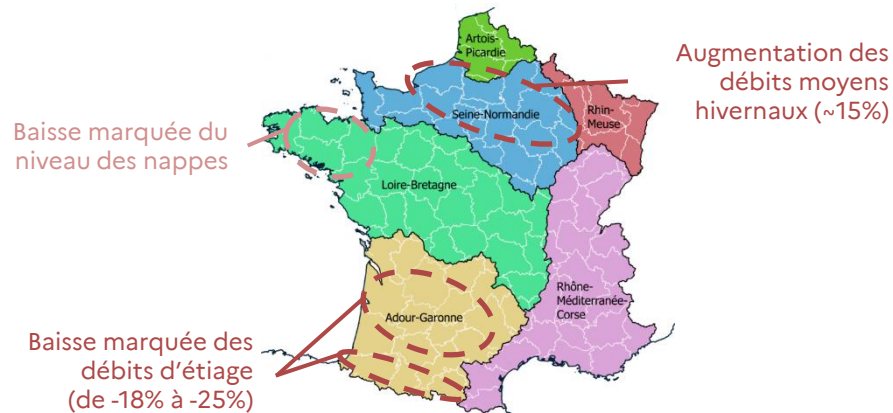 Artois-
Picardie
Augmentation des
débits moyens
hivernaux (~15%)
Seine-Normandie
Rhin-
Meuse
Baisse marquée du
niveau des nappes
Loire-Bretagne
Rhône-
Méditerranée-
Corse
Adour-Garonne
Baisse marquée des
débits d’étiage
(de -18% à -25%)